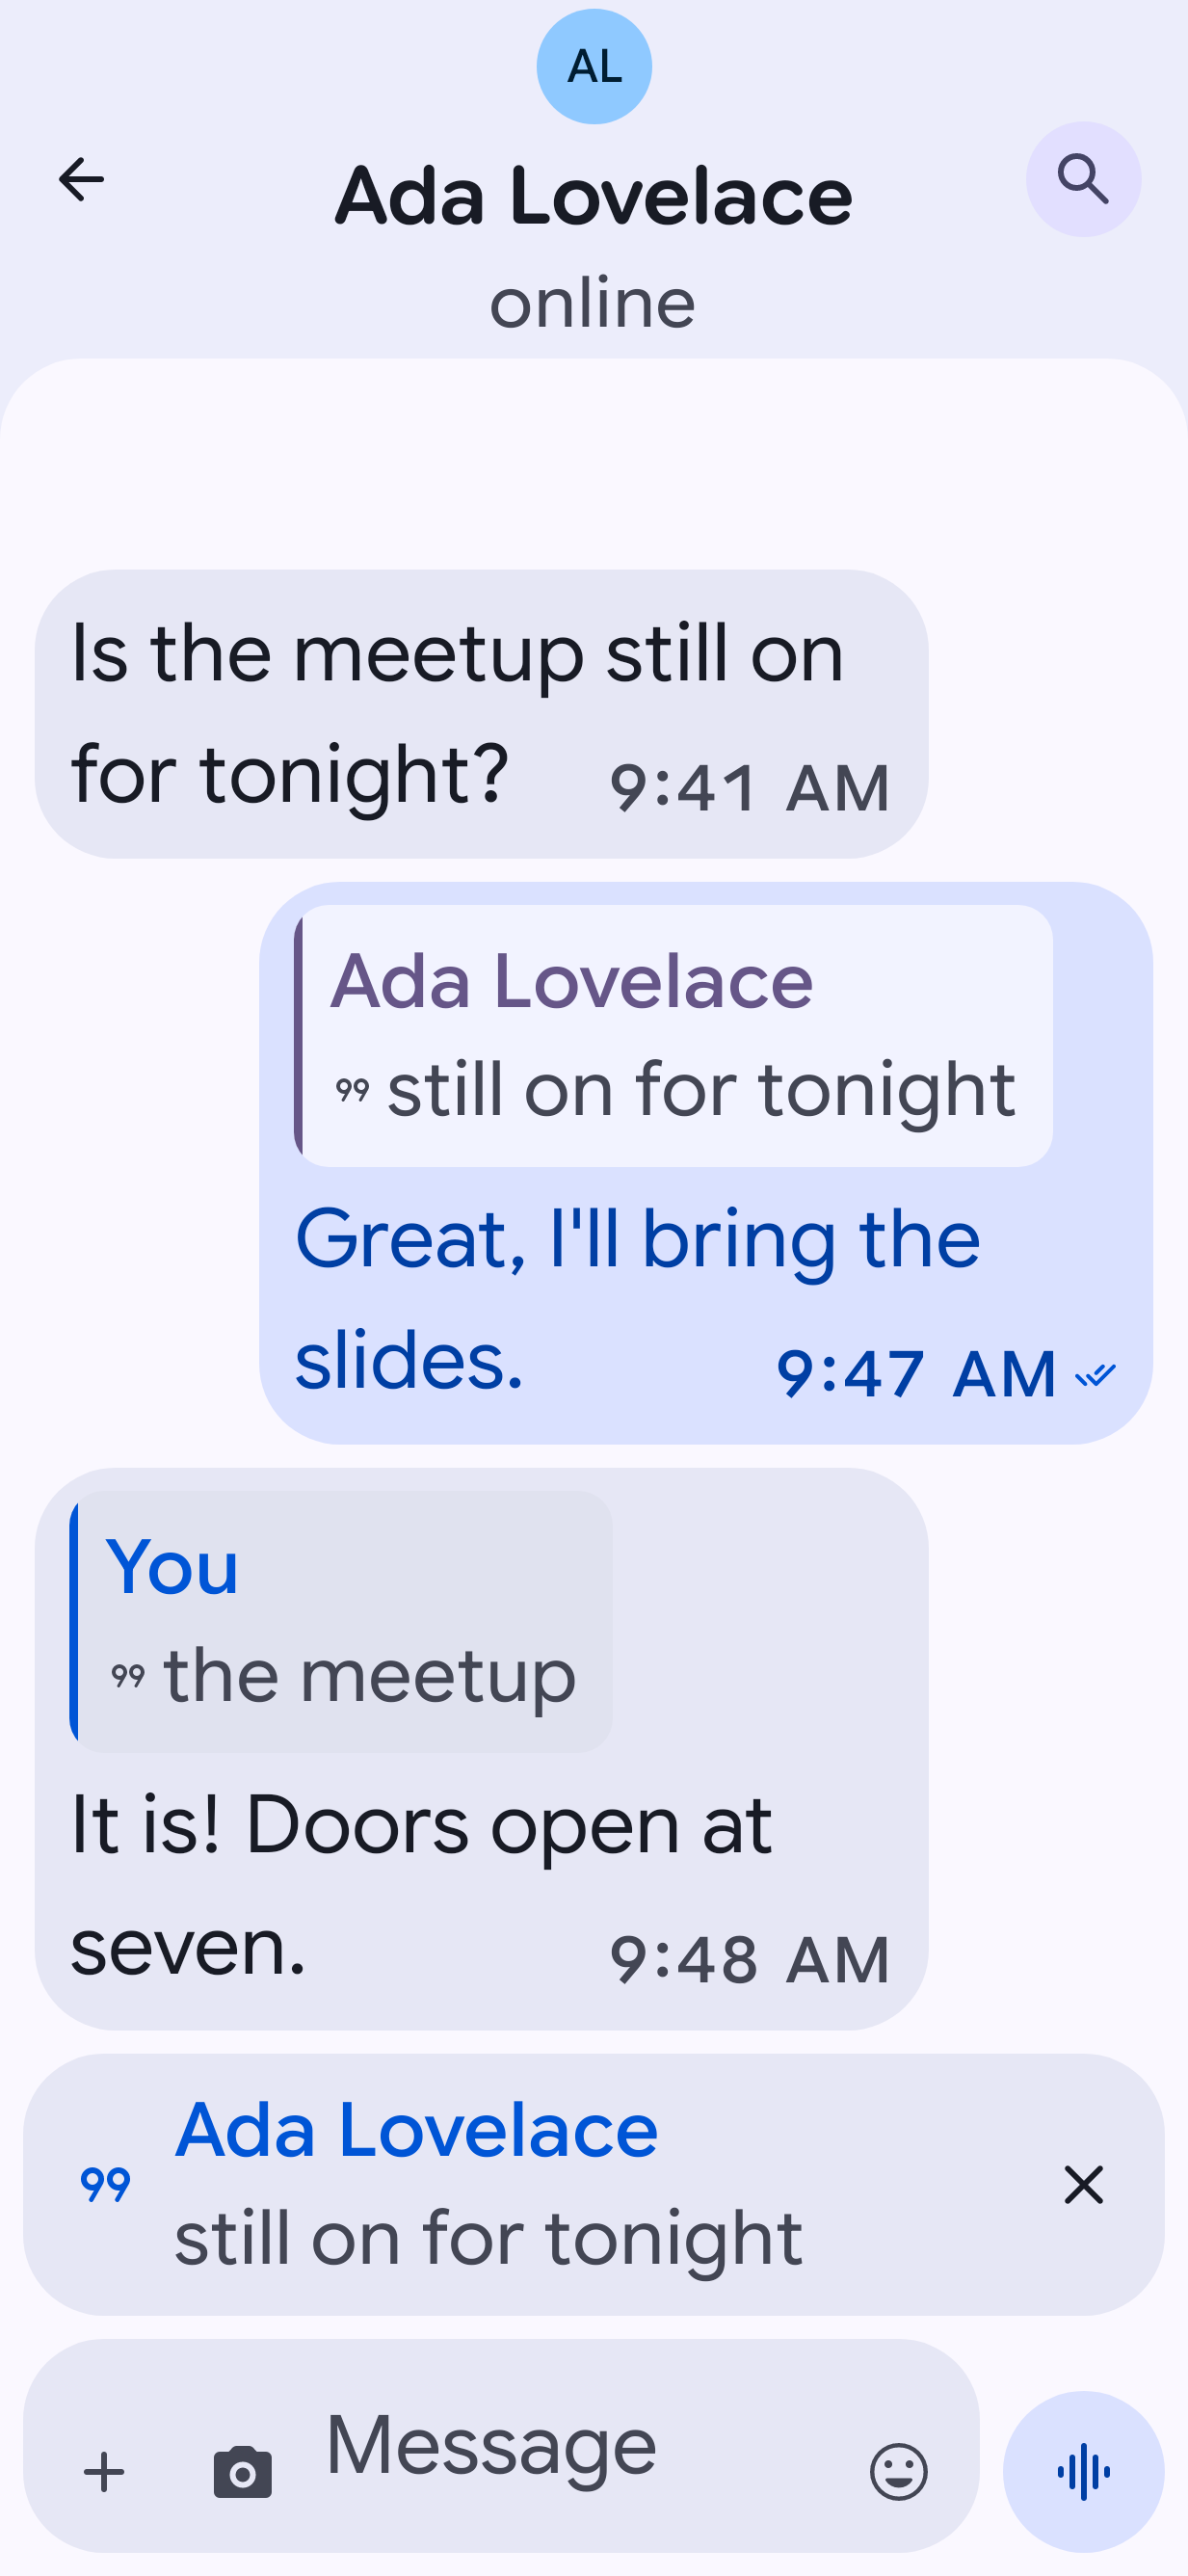 AL
Ada Lovelace
online
Is the meetup still on
for tonight? 9:41 AM
Ada Lovelace
still on for tonight
Great, I'll bring the
slides. 9:47 AM
You
the meetup
It is! Doors open at
seven. 9:48 AM
Ada Lovelace
still on for tonight
Message